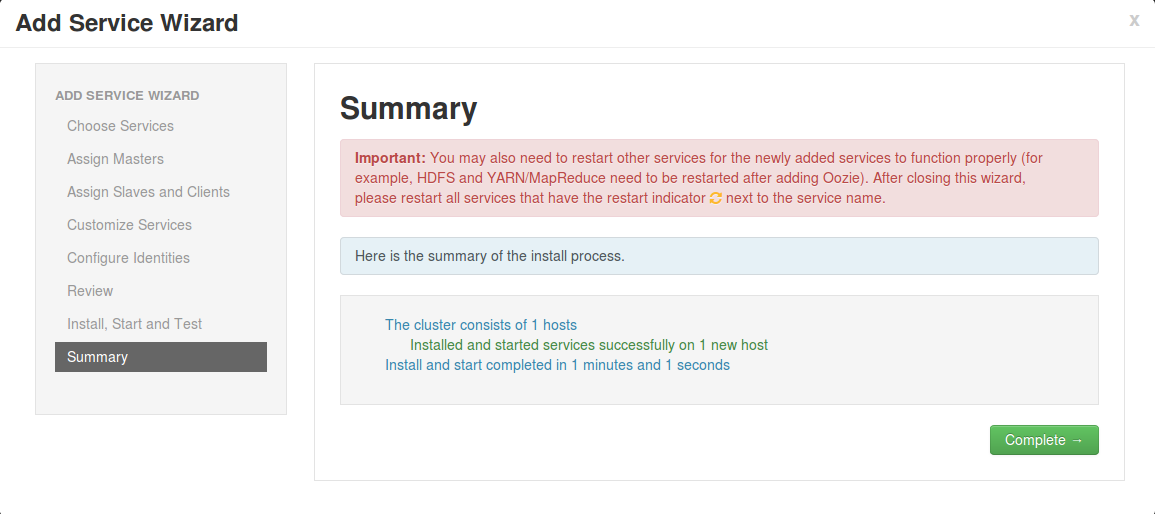 Add Service Wizard
x
ADD SERVICE WIZARD
Choose Services
Assign Masters
Assign Slaves and Clients
Customize Services
Configure Identities
Review
Install, Start and Test
Summary
Summary
Important: You may also need to restart other services for the newly added services to function properly (for
example, HDFS and YARN/MapReduce need to be restarted after adding Oozie). After closing this wizard,
please restart all services that have the restart indicator next to the service name.
Here is the summary of the install process.
The cluster consists of 1 hosts
Installed and started services successfully on 1 new host
Install and start completed in 1 minutes and 1 seconds
Complete →